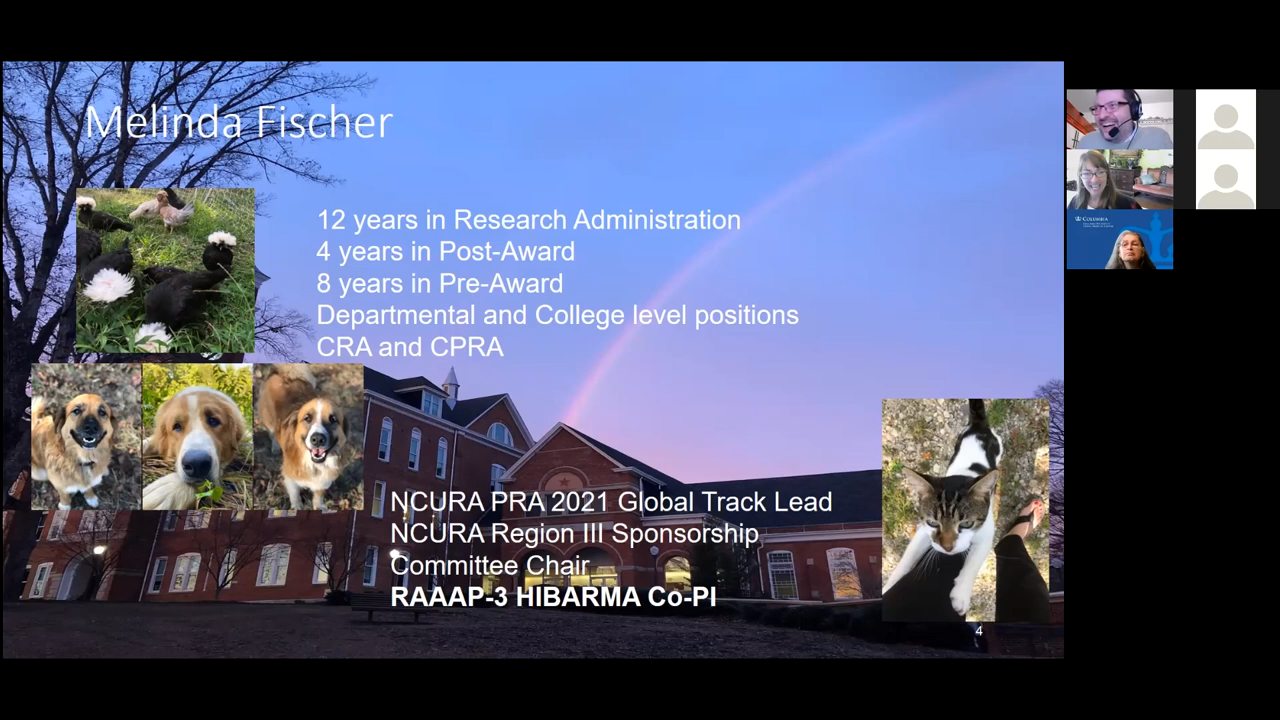 Melinda Fischer
12 years in Research Administration
4 years in Post-Award
8 years in Pre-Award
Departmental and College level positions
CRA and CPRA
NCURA PRA 2021 Global Track Lead
NCURA Region III Sponsorship
Committee Chair
RAAAP-3 HIBARMA Co-PI
4
COLUMBIA